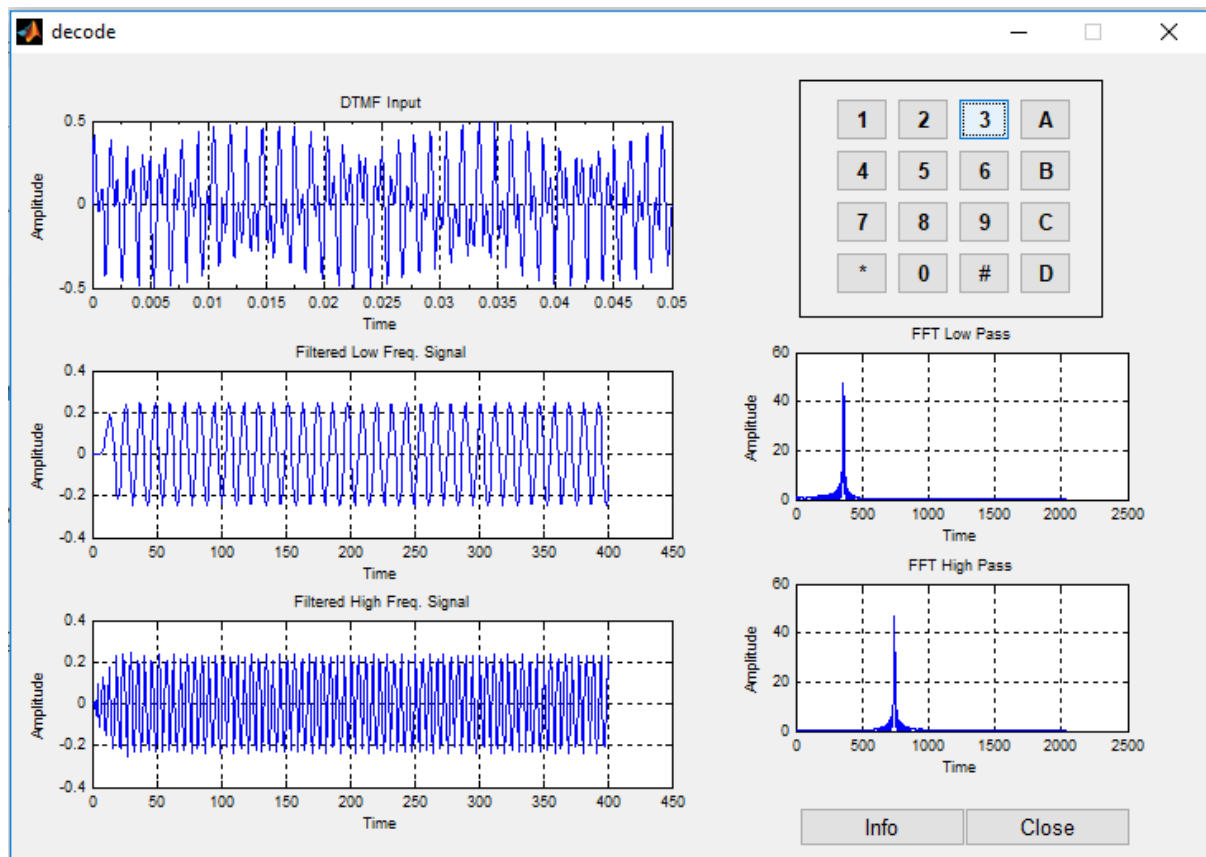 decode
DTMF Input
Amplitude
0.5
0
-0.5
0 0.005 0.01 0.015 0.02 0.025 0.03 0.035 0.04 0.045 0.05
Time
Filtered Low Freq. Signal
Amplitude
0.4
0.2
0
-0.2
-0.4
0 50 100 150 200 250 300 350 400 450
Time
Filtered High Freq. Signal
Amplitude
0.4
0.2
0
-0.2
-0.4
0 50 100 150 200 250 300 350 400 450
Time
1 2 3 A
4 5 6 B
7 8 9 C
* 0 # D
FFT Low Pass
Amplitude
60
40
20
0
0 500 1000 1500 2000 2500
Time
FFT High Pass
Amplitude
60
40
20
0
0 500 1000 1500 2000 2500
Time
Info Close